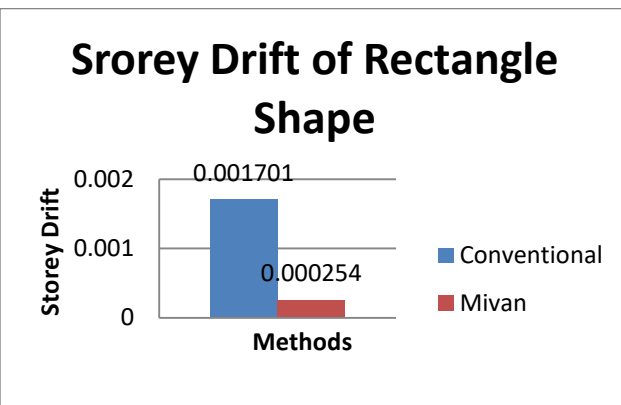 Srorey Drift of Rectangle
Shape
0.001701
0.002
0.001
0.000254
0
Storey Drift
Methods
Conventional
Mivan